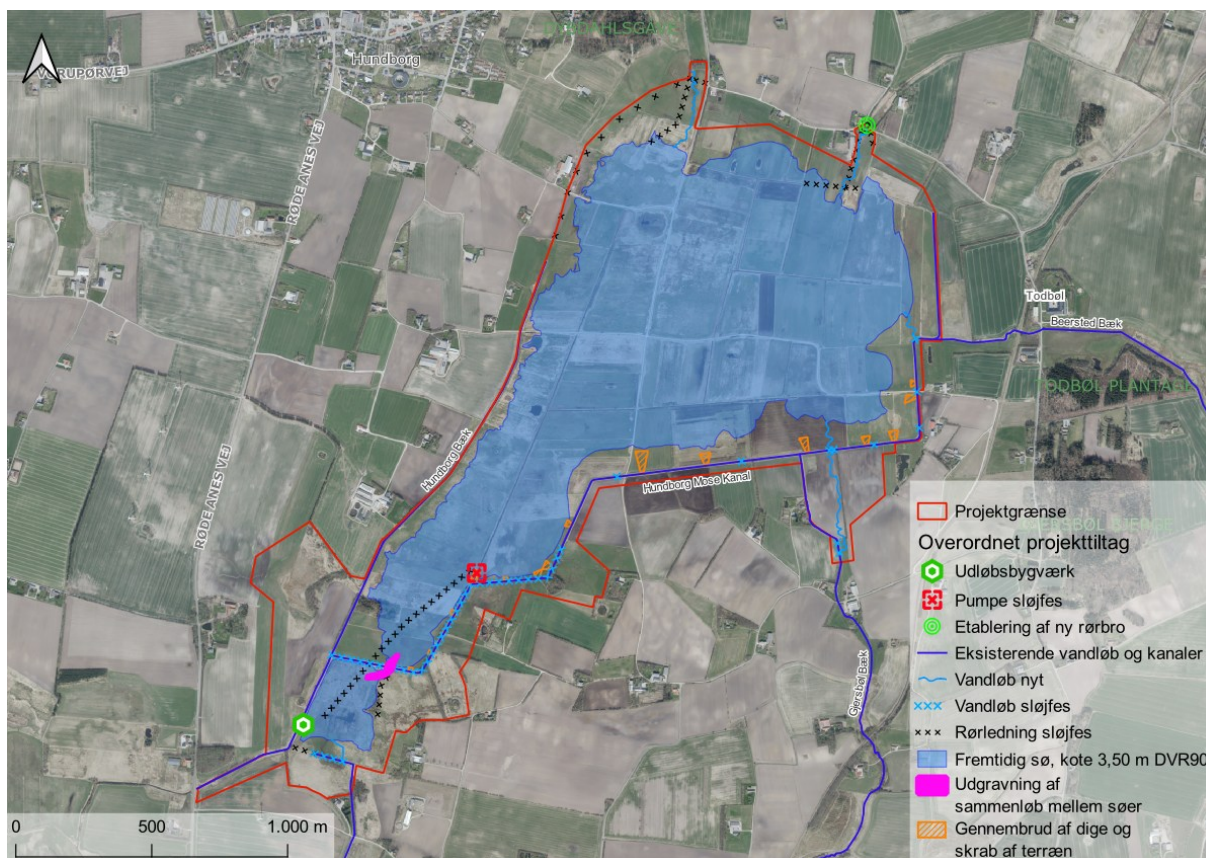 Hundborg
RØDE ANES VEJ
Todbøl
Beersted Bæk
TODBØL PLANTAGE
Hundborg Bæk
Hundborg Mose Kanal
RØDE ANES VEJ
Gjersbøl Bæk
Projektgrænse
Overordnet projekttiltag
Udløbsbygværk
Pumpe sløjfes
Etablering af ny rørbro
Eksisterende vandløb og kanaler
Vandløb nyt
Vandløb sløjfes
Rørledning sløjfes
Fremtidig sø, kote 3,50 m DVR90
Udgravning af
sammenløb mellem søer
Gennembrud af dige og
skrab af terræn
0 500 1.000 m